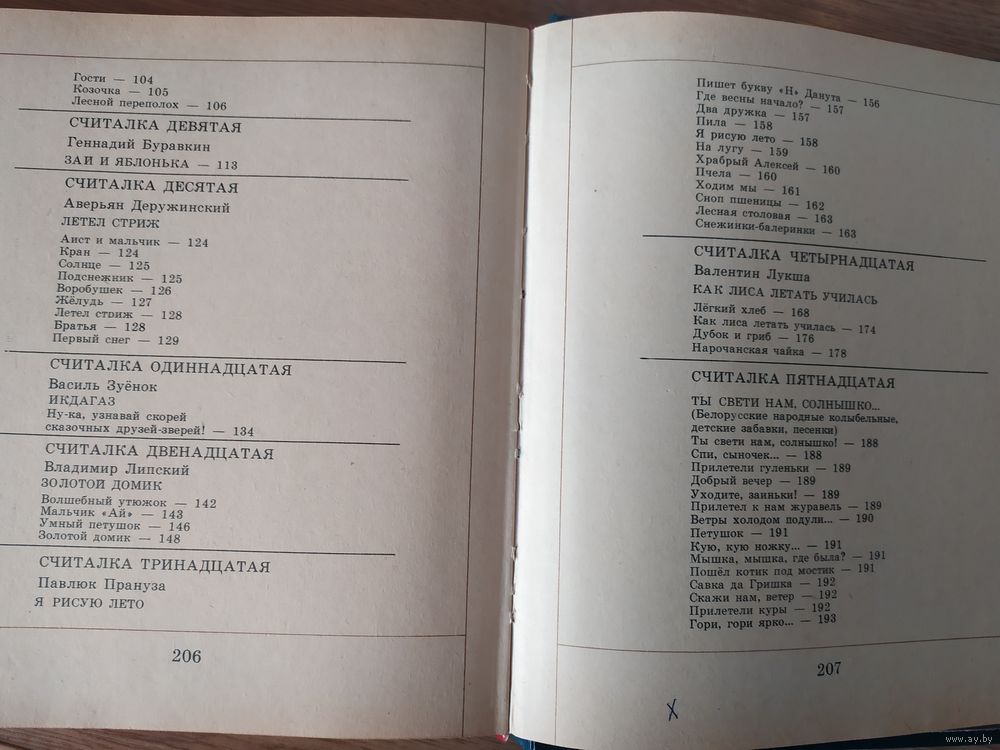 Гости — 104
Козочка — 105
Лесной переполох — 106
СЧИТАЛКА ДЕВЯТАЯ
Геннадий Буравкин
ЗАИ И ЯБЛОНЬКА — 113
СЧИТАЛКА ДЕСЯТАЯ
Аверьян Деружинский
ЛЕТЕЛ СТРИЖ
Аист и мальчик — 124
Кран — 124
Солнце — 125
Подснежник — 125
Воробушек — 126
Жёлудь — 127
Летел стриж — 128
Братья — 128
Первый снег — 129
СЧИТАЛКА ОДИННАДЦАТАЯ
Василь Зуёнок
ИКДАГАЗ
Ну-ка, узнавай скорей
сказочных друзей-зверей! — 134
СЧИТАЛКА ДВЕНАДЦАТАЯ
Владимир Липский
ЗОЛОТОЙ ДОМИК
Волшебный утюжок — 142
Мальчик «Ай» — 143
Умный петушок — 146
Золотой домик — 148
СЧИТАЛКА ТРИНАДЦАТАЯ
Павлюк Прануза
Я РИСУЮ ЛЕТО
206
Пишет букву «Н» Данута — 156
Где весны начало? — 157
Два дружка — 157
Пила — 158
Я рисую лето — 158
На лугу — 159
Храбрый Алексей — 160
Пчела — 160
Ходим мы — 161
Сноп пшеницы — 162
Лесная столовая — 163
Снежинки-балеринки — 163
СЧИТАЛКА ЧЕТЫРНАДЦАТАЯ
Валентин Лукша
КАК ЛИСА ЛЕТАТЬ УЧИЛАСЬ
Лёгкий хлеб — 168
Как лиса летать училась — 174
Дубок и гриб — 176
Нарочанская чайка — 178
СЧИТАЛКА ПЯТНАДЦАТАЯ
ТЫ СВЕТИ НАМ, СОЛНЫШКО...
(Белорусские народные колыбельные,
детские забавки, песенки)
Ты свети нам, солнышко! — 188
Спи, сыночек... — 188
Прилетели гуленьки — 189
Добрый вечер — 189
Уходите, заиньки! — 189
Прилетел к нам журавель — 189
Ветры холодом подули... — 190
Петушок — 191
Кую, кую ножку... — 191
Мышка, мышка, где была? — 191
Пошёл котик под мостик — 191
Савка да Гришка — 192
Скажи нам, ветер — 192
Прилетели куры — 192
Гори, гори ярко... — 193
207
х
www.ay.by